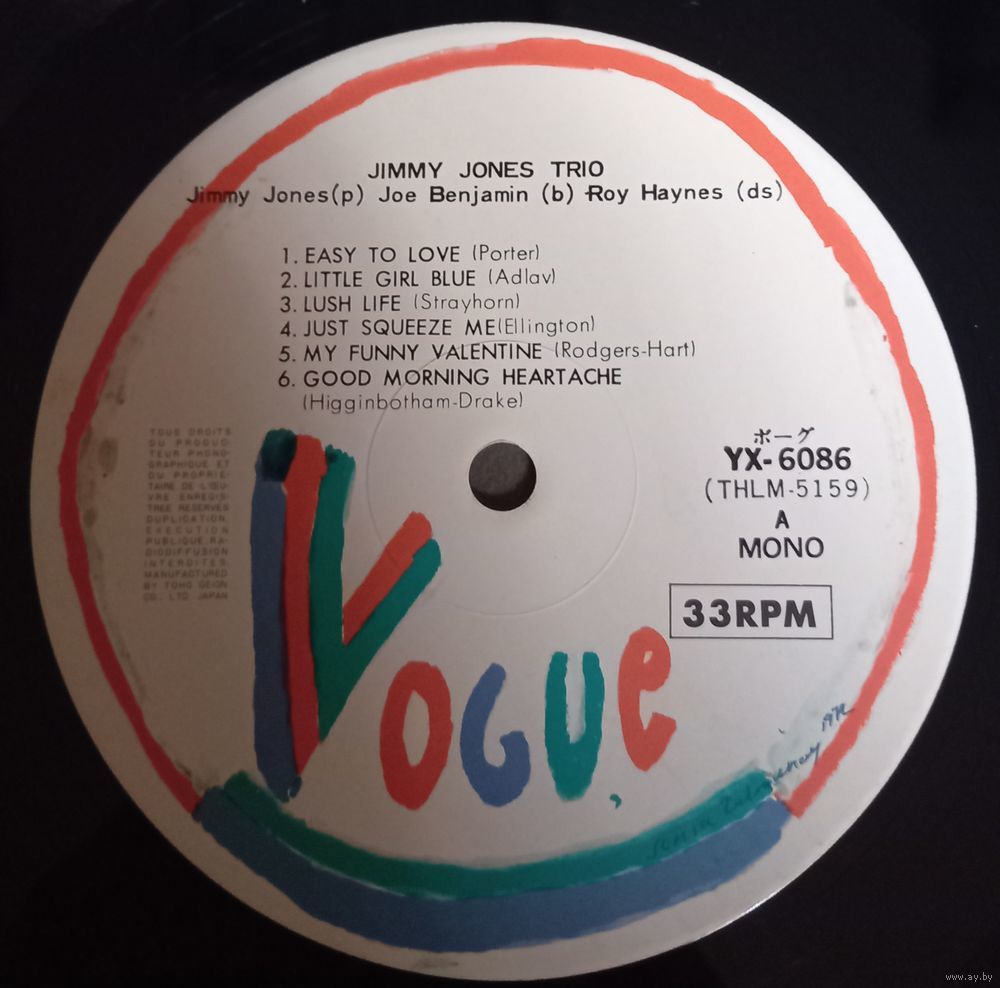 JIMMY JONES TRIO
Jimmy Jones(p) Joe Benjamin (b) Roy Haynes (ds)
1. EASY TO LOVE (Porter)
2. LITTLE GIRL BLUE (Adlav)
3. LUSH LIFE (Strayhorn)
4. JUST SQUEEZE ME(Ellington)
5. MY FUNNY VALENTINE (Rodgers-Hart)
6. GOOD MORNING HEARTACHE
(Higginbotham-Drake)
TOUS DROITS
DU PRODUC-
TEUR PHONO-
GRAPHIQUE ET
DU PROPRIE-
TAIRE DE L'OEU-
VRE ENREGIS-
TREE RESERVES
DUPLICATION,
EXECUTION
PUBLIQUE, RA-
DIODIFFUSION
INTERDITES.
MANUFACTURED
BY TOHO GEION
CO., LTD. JAPAN
ボーグ
YX-6086
(THLM-5159)
A
MONO
33RPM
VOGUE
sonia
www.ay.by